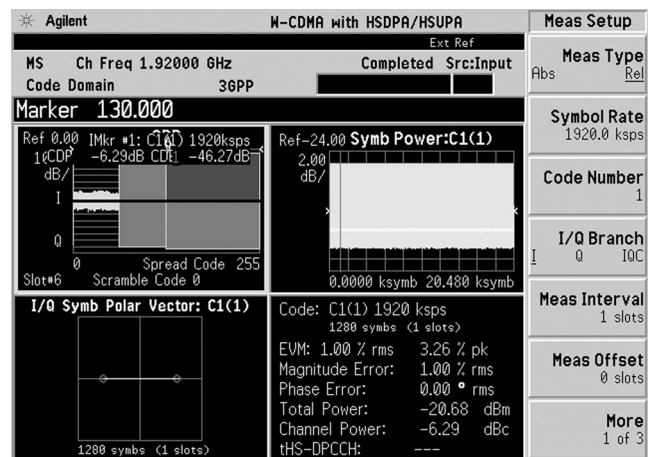 Agilent
W-CDMA with HSDPA/HSUPA
Meas Setup
Ext Ref
MS Ch Freq 1.92000 GHz
Completed Src:Input
Code Domain 3GPP
Marker 130.000
Ref 0.00 IMkr #1: C1(1) 1920ksps
10 CDP -6.29dB CDE -46.27dB
dB/
I
Q
0 Spread Code 255
Slot#6 Scramble Code 0
Ref-24.00 Symb Power:C1(1)
2.00
dB/
0.0000 ksymb 20.480 ksymb
I/Q Symb Polar Vector: C1(1)
1280 symbs (1 slots)
Code: C1(1) 1920 ksps
1280 symbs (1 slots)
EVM: 1.00 % rms 3.26 % pk
Magnitude Error: 1.00 % rms
Phase Error: 0.00 ° rms
Total Power: -20.68 dBm
Channel Power: -6.29 dBc
tHS-DPCCH: ---
Meas Type
Abs Rel
Symbol Rate
1920.0 ksps
Code Number
1
I/Q Branch
I Q IQC
Meas Interval
1 slots
Meas Offset
0 slots
More
1 of 3